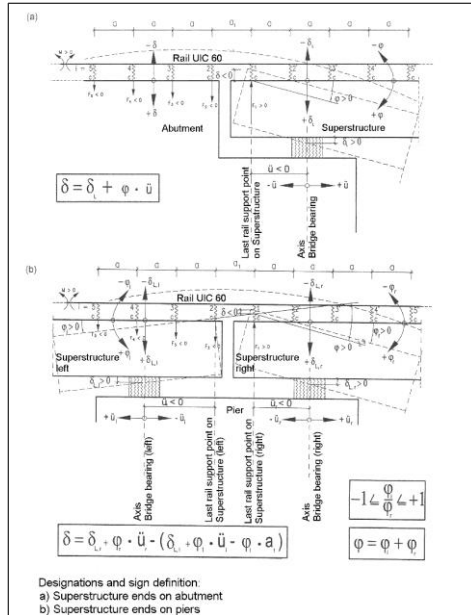 (a)
a a a a₁ a a a
-δ -δL -φ
M > 0 Rail UIC 60
δ<0
φ>0
+δ +δL +φ
Abutment Superstructure
δL>0
ü<0
-ü +ü
δ = δL + φ · ü
Last rail support point
on Superstructure
Axis
Bridge bearing
(b)
a a a a₁ a a a
-φl -δL,l -δL,r -φr
M > 0 Rail UIC 60
φ>0 δ<0
φ>0
Superstructure Superstructure
left right
+φl +δL,l +δL,r
ü<0 ü<0
Pier
+ül -ül -ür +ür
Axis
Bridge bearing (left)
Last rail support point on
Superstructure (left)
Last rail support point on
Superstructure (right)
Axis
Bridge bearing (right)
-1 ≤ φl/φr ≤ +1
δ = δL,r + φr · ür - (δL,l + φl · ül - φl · a₁)
φ = φl + φr
Designations and sign definition:
a) Superstructure ends on abutment
b) Superstructure ends on piers